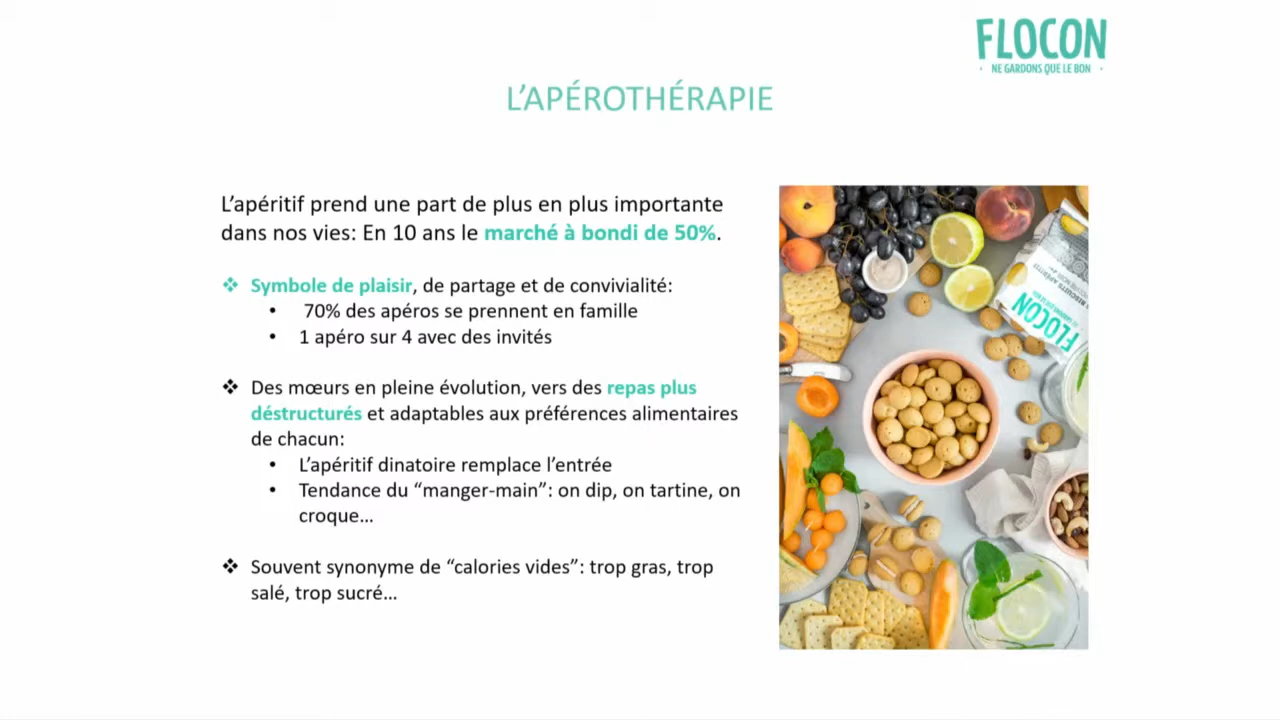 FLOCON
· NE GARDONS QUE LE BON ·
L’APÉROTHÉRAPIE
L’apéritif prend une part de plus en plus importante
dans nos vies: En 10 ans le marché à bondi de 50%.
❖ Symbole de plaisir, de partage et de convivialité:
• 70% des apéros se prennent en famille
• 1 apéro sur 4 avec des invités
❖ Des mœurs en pleine évolution, vers des repas plus
déstructurés et adaptables aux préférences alimentaires
de chacun:
• L’apéritif dinatoire remplace l’entrée
• Tendance du “manger-main”: on dip, on tartine, on
croque…
❖ Souvent synonyme de “calories vides”: trop gras, trop
salé, trop sucré…
FLOCON